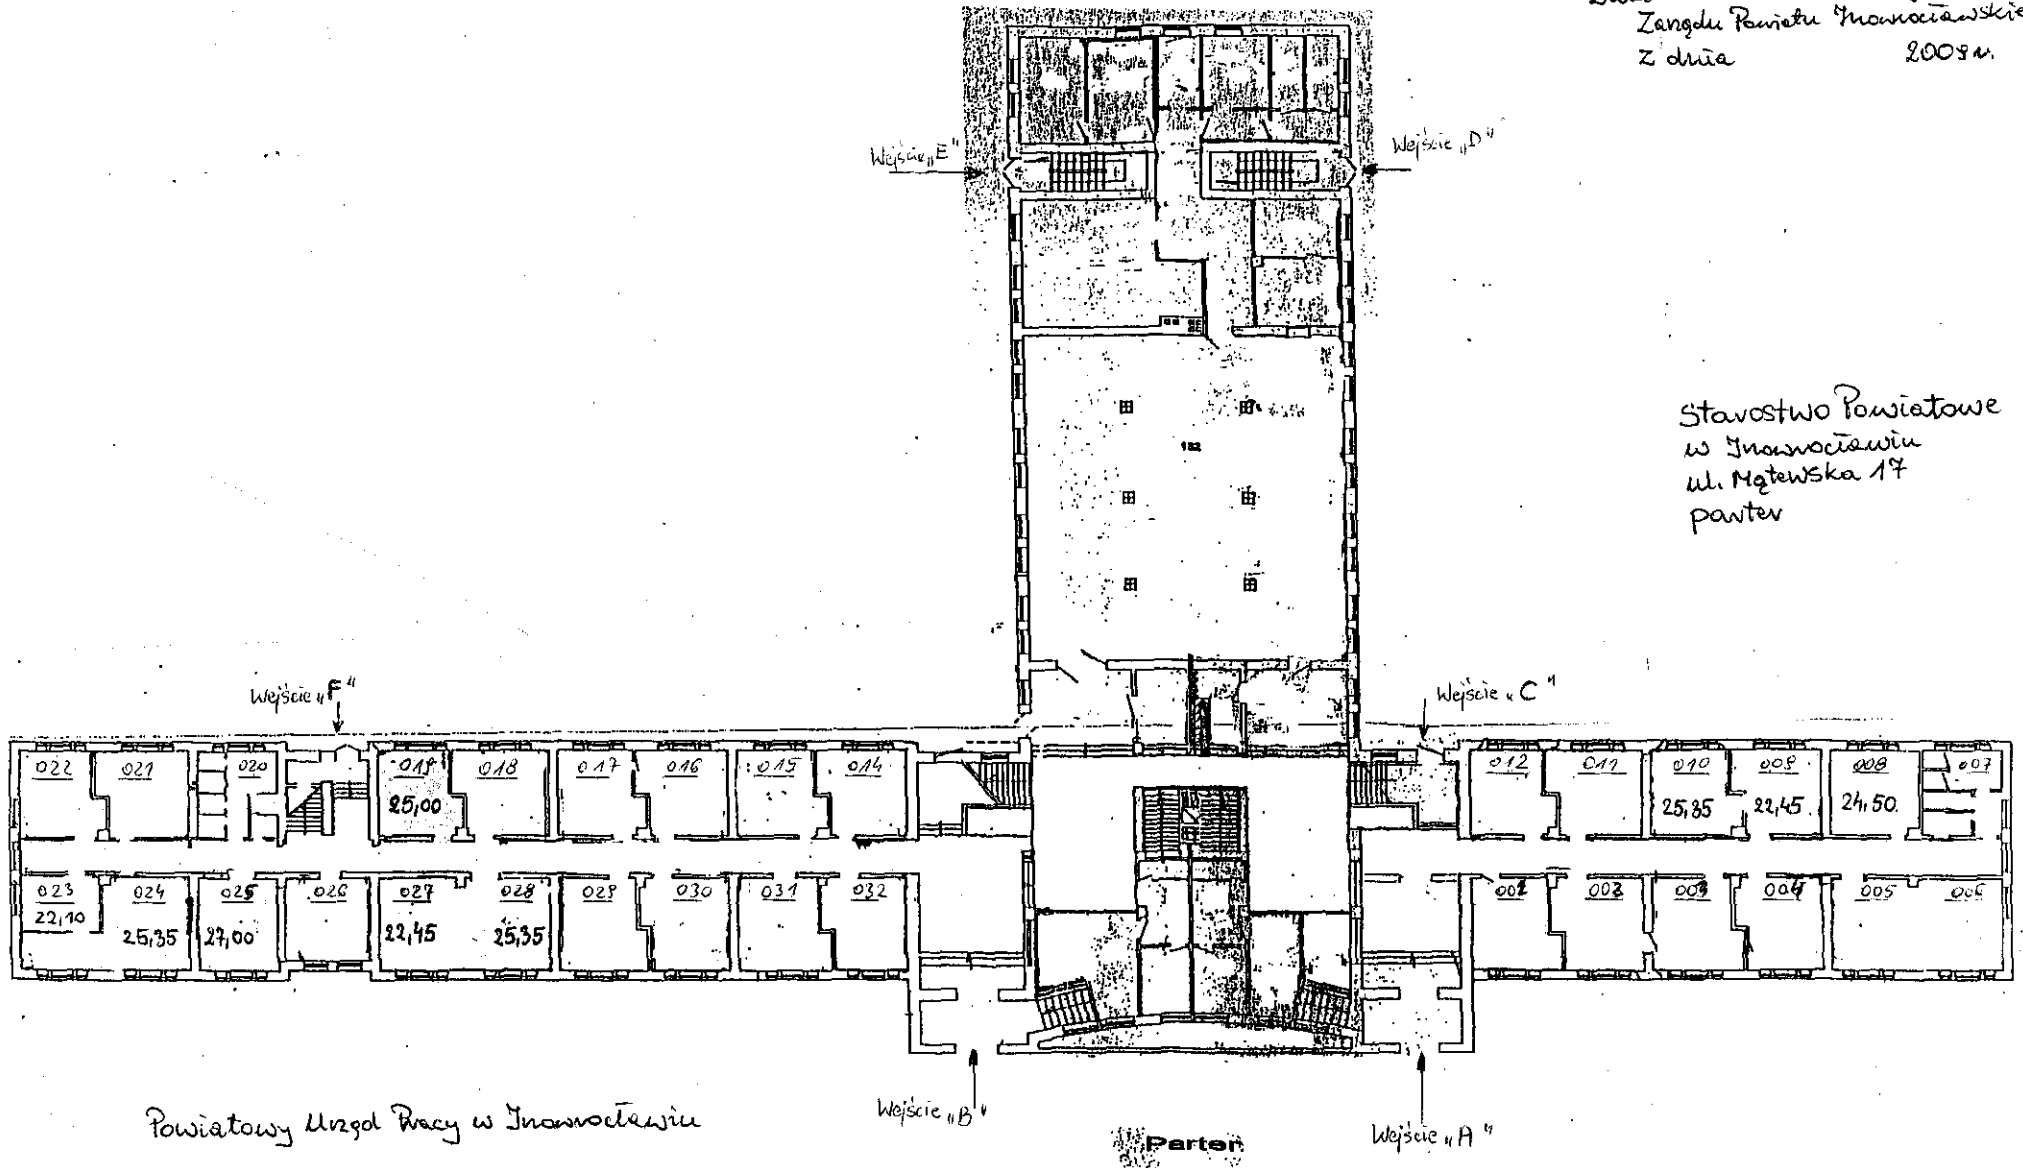 Zarządu Powiatu Inowrocławskie
Z dnia 2009 r.
Wejście „E"
Wejście „D"
132
Starostwo Powiatowe
w Inowrocławiu
ul. Mątewska 17
parter
Wejście „F"
Wejście „C"
022 021 020 019 018 017 016 015 014 012 011 010 009 008 007
25,00 25,35 22,45 24,50
023 024 025 026 027 028 029 030 031 032 001 002 003 004 005 006
22,10
25,35 27,00 22,45 25,35
Powiatowy Urząd Pracy w Inowrocławiu
Wejście „B"
Parter
Wejście „A"